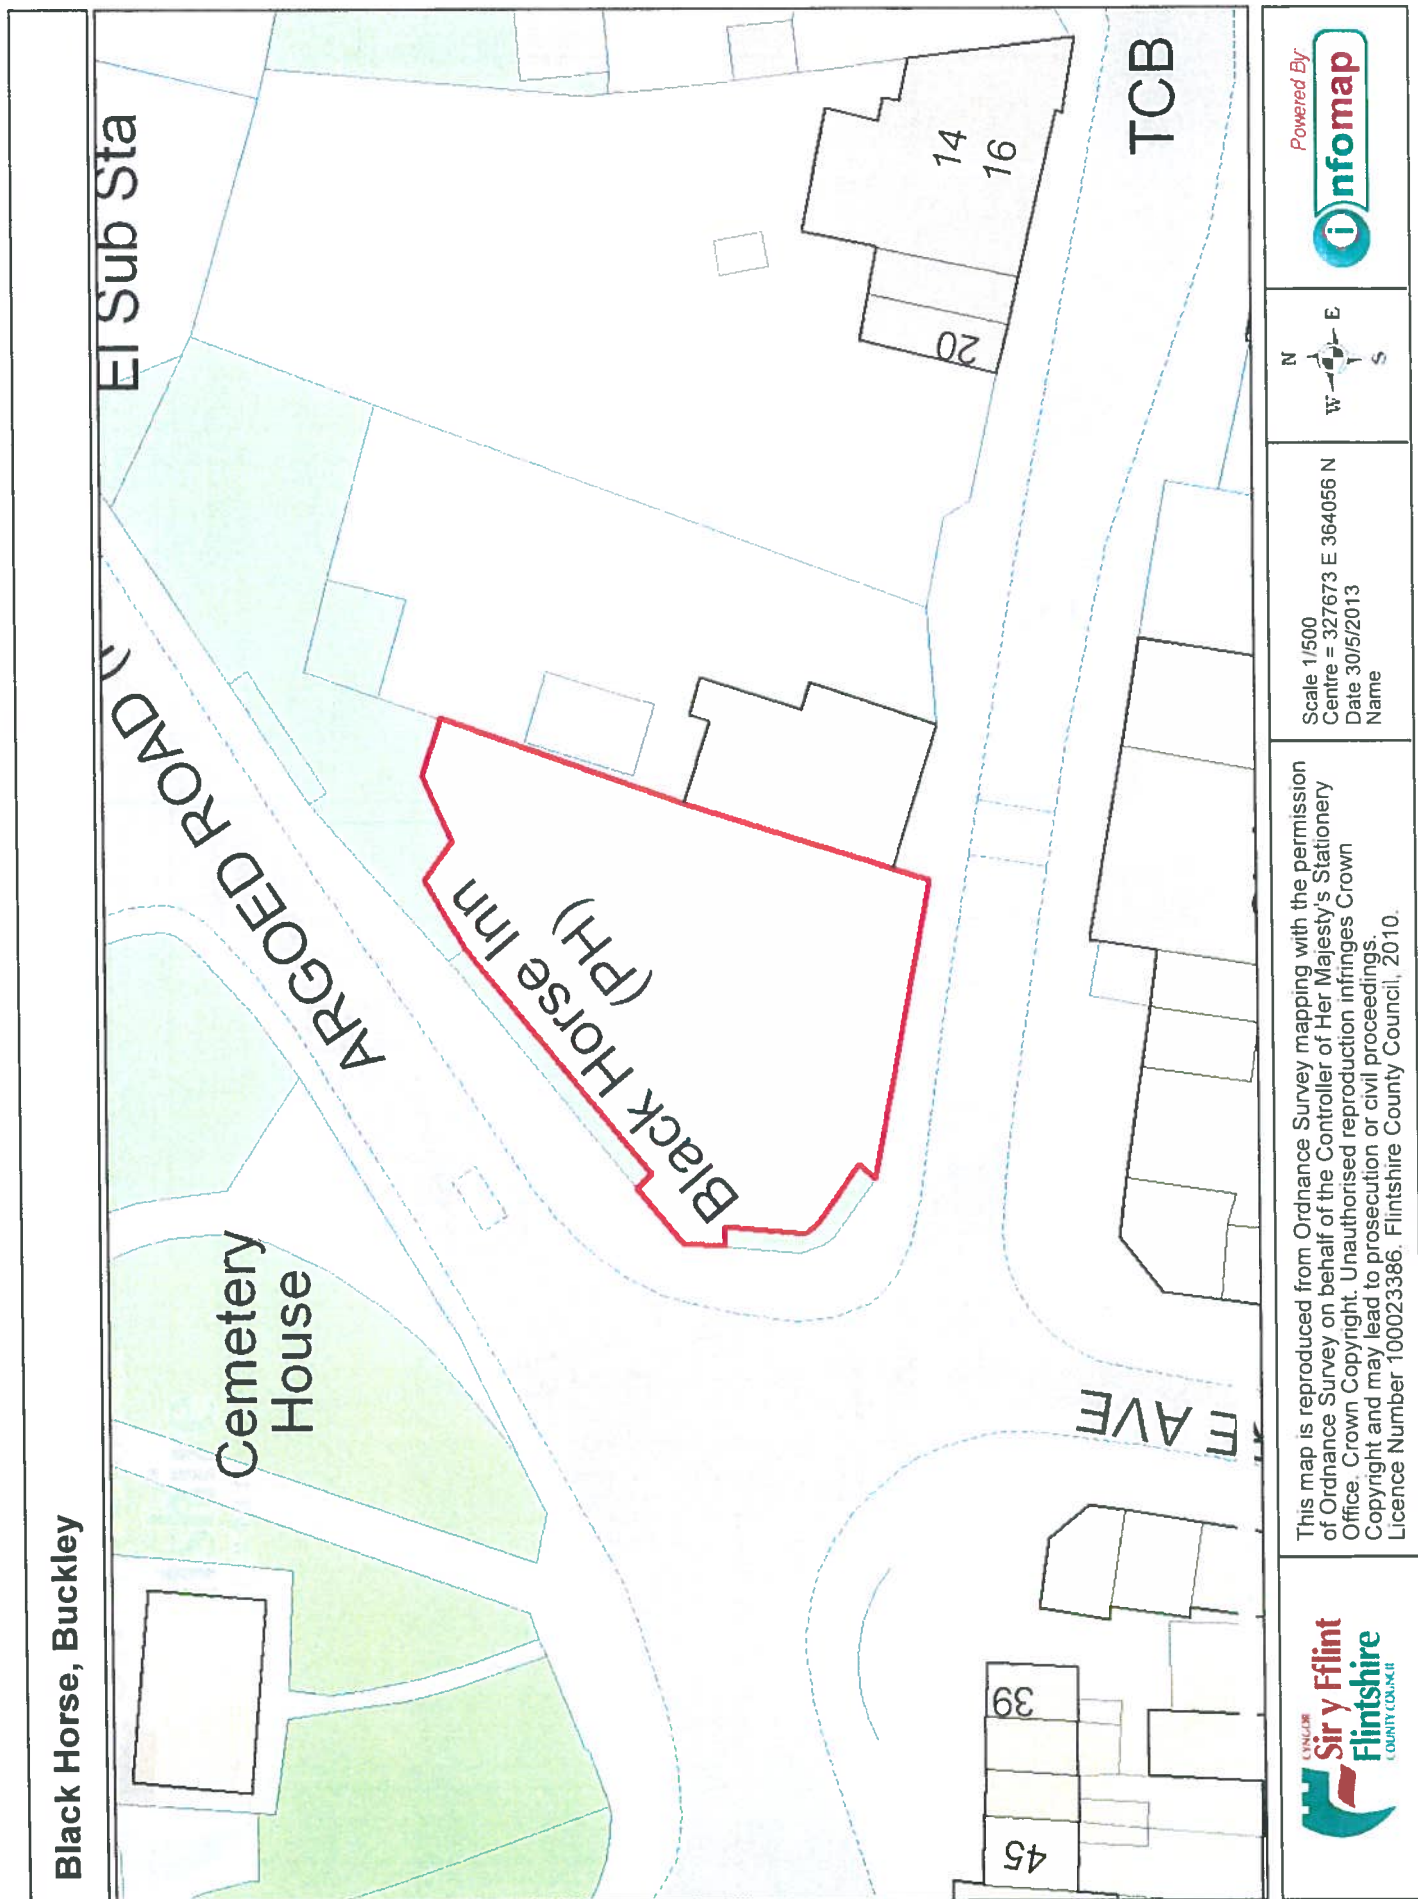 Black Horse, Buckley
El Sub Sta
ARGOED ROAD (
Cemetery
House
Black Horse Inn
(PH)
14
16
20
TCB
E AVE
39
45
CYNGOR
Sir y Fflint
Flintshire
COUNTY COUNCIL
This map is reproduced from Ordnance Survey mapping with the permission
of Ordnance Survey on behalf of the Controller of Her Majesty's Stationery
Office. Crown Copyright. Unauthorised reproduction infringes Crown
Copyright and may lead to prosecution or civil proceedings.
Licence Number 100023386. Flintshire County Council, 2010.
Scale 1/500
Centre = 327673 E 364056 N
Date 30/5/2013
Name
N
W E
S
Powered By:
infomap